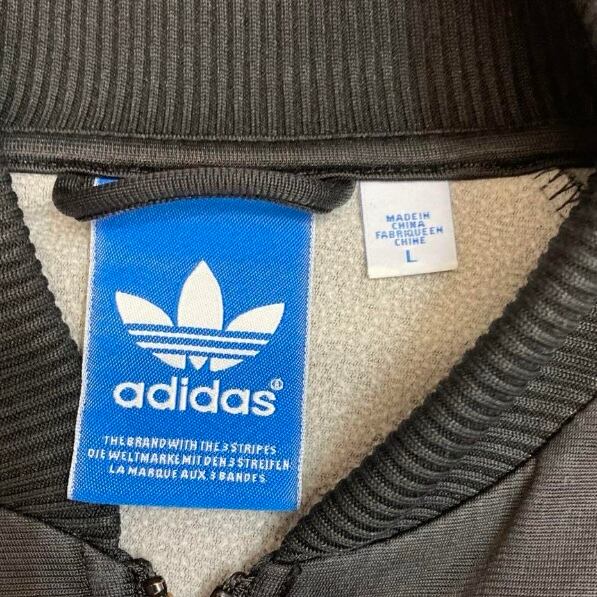 adidas®
THE BRAND WITH THE 3 STRIPES
DIE WELTMARKE MIT DEN 3 STREIFEN
LA MARQUE AUX 3 BANDES
MADE IN
CHINA
FABRIQUE EN
CHINE
L